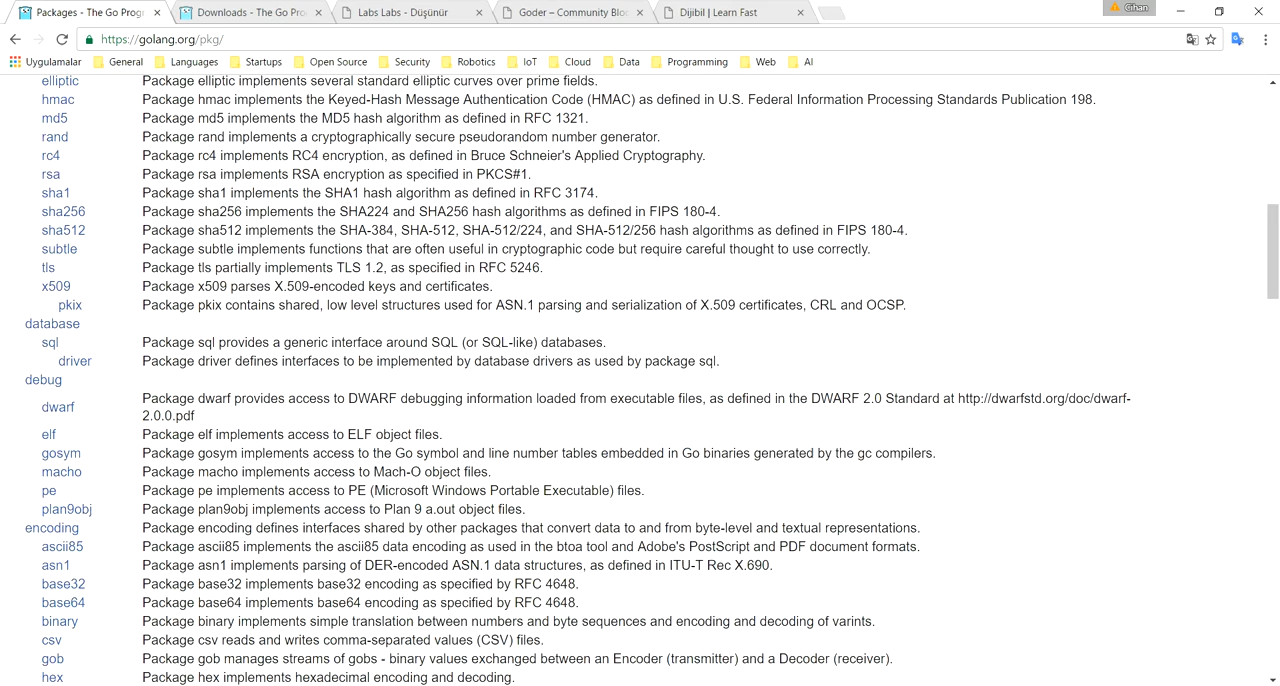 Packages - The Go Prog
Downloads - The Go Pro
Labs Labs - Düşünür
Goder – Community Bloc
Dijibil | Learn Fast
Cihan
https://golang.org/pkg/
Uygulamalar General Languages Startups Open Source Security Robotics IoT Cloud Data Programming Web AI
elliptic Package elliptic implements several standard elliptic curves over prime fields.
hmac Package hmac implements the Keyed-Hash Message Authentication Code (HMAC) as defined in U.S. Federal Information Processing Standards Publication 198.
md5 Package md5 implements the MD5 hash algorithm as defined in RFC 1321.
rand Package rand implements a cryptographically secure pseudorandom number generator.
rc4 Package rc4 implements RC4 encryption, as defined in Bruce Schneier's Applied Cryptography.
rsa Package rsa implements RSA encryption as specified in PKCS#1.
sha1 Package sha1 implements the SHA1 hash algorithm as defined in RFC 3174.
sha256 Package sha256 implements the SHA224 and SHA256 hash algorithms as defined in FIPS 180-4.
sha512 Package sha512 implements the SHA-384, SHA-512, SHA-512/224, and SHA-512/256 hash algorithms as defined in FIPS 180-4.
subtle Package subtle implements functions that are often useful in cryptographic code but require careful thought to use correctly.
tls Package tls partially implements TLS 1.2, as specified in RFC 5246.
x509 Package x509 parses X.509-encoded keys and certificates.
pkix Package pkix contains shared, low level structures used for ASN.1 parsing and serialization of X.509 certificates, CRL and OCSP.
database
sql Package sql provides a generic interface around SQL (or SQL-like) databases.
driver Package driver defines interfaces to be implemented by database drivers as used by package sql.
debug
dwarf Package dwarf provides access to DWARF debugging information loaded from executable files, as defined in the DWARF 2.0 Standard at http://dwarfstd.org/doc/dwarf-
2.0.0.pdf
elf Package elf implements access to ELF object files.
gosym Package gosym implements access to the Go symbol and line number tables embedded in Go binaries generated by the gc compilers.
macho Package macho implements access to Mach-O object files.
pe Package pe implements access to PE (Microsoft Windows Portable Executable) files.
plan9obj Package plan9obj implements access to Plan 9 a.out object files.
encoding Package encoding defines interfaces shared by other packages that convert data to and from byte-level and textual representations.
ascii85 Package ascii85 implements the ascii85 data encoding as used in the btoa tool and Adobe's PostScript and PDF document formats.
asn1 Package asn1 implements parsing of DER-encoded ASN.1 data structures, as defined in ITU-T Rec X.690.
base32 Package base32 implements base32 encoding as specified by RFC 4648.
base64 Package base64 implements base64 encoding as specified by RFC 4648.
binary Package binary implements simple translation between numbers and byte sequences and encoding and decoding of varints.
csv Package csv reads and writes comma-separated values (CSV) files.
gob Package gob manages streams of gobs - binary values exchanged between an Encoder (transmitter) and a Decoder (receiver).
hex Package hex implements hexadecimal encoding and decoding.